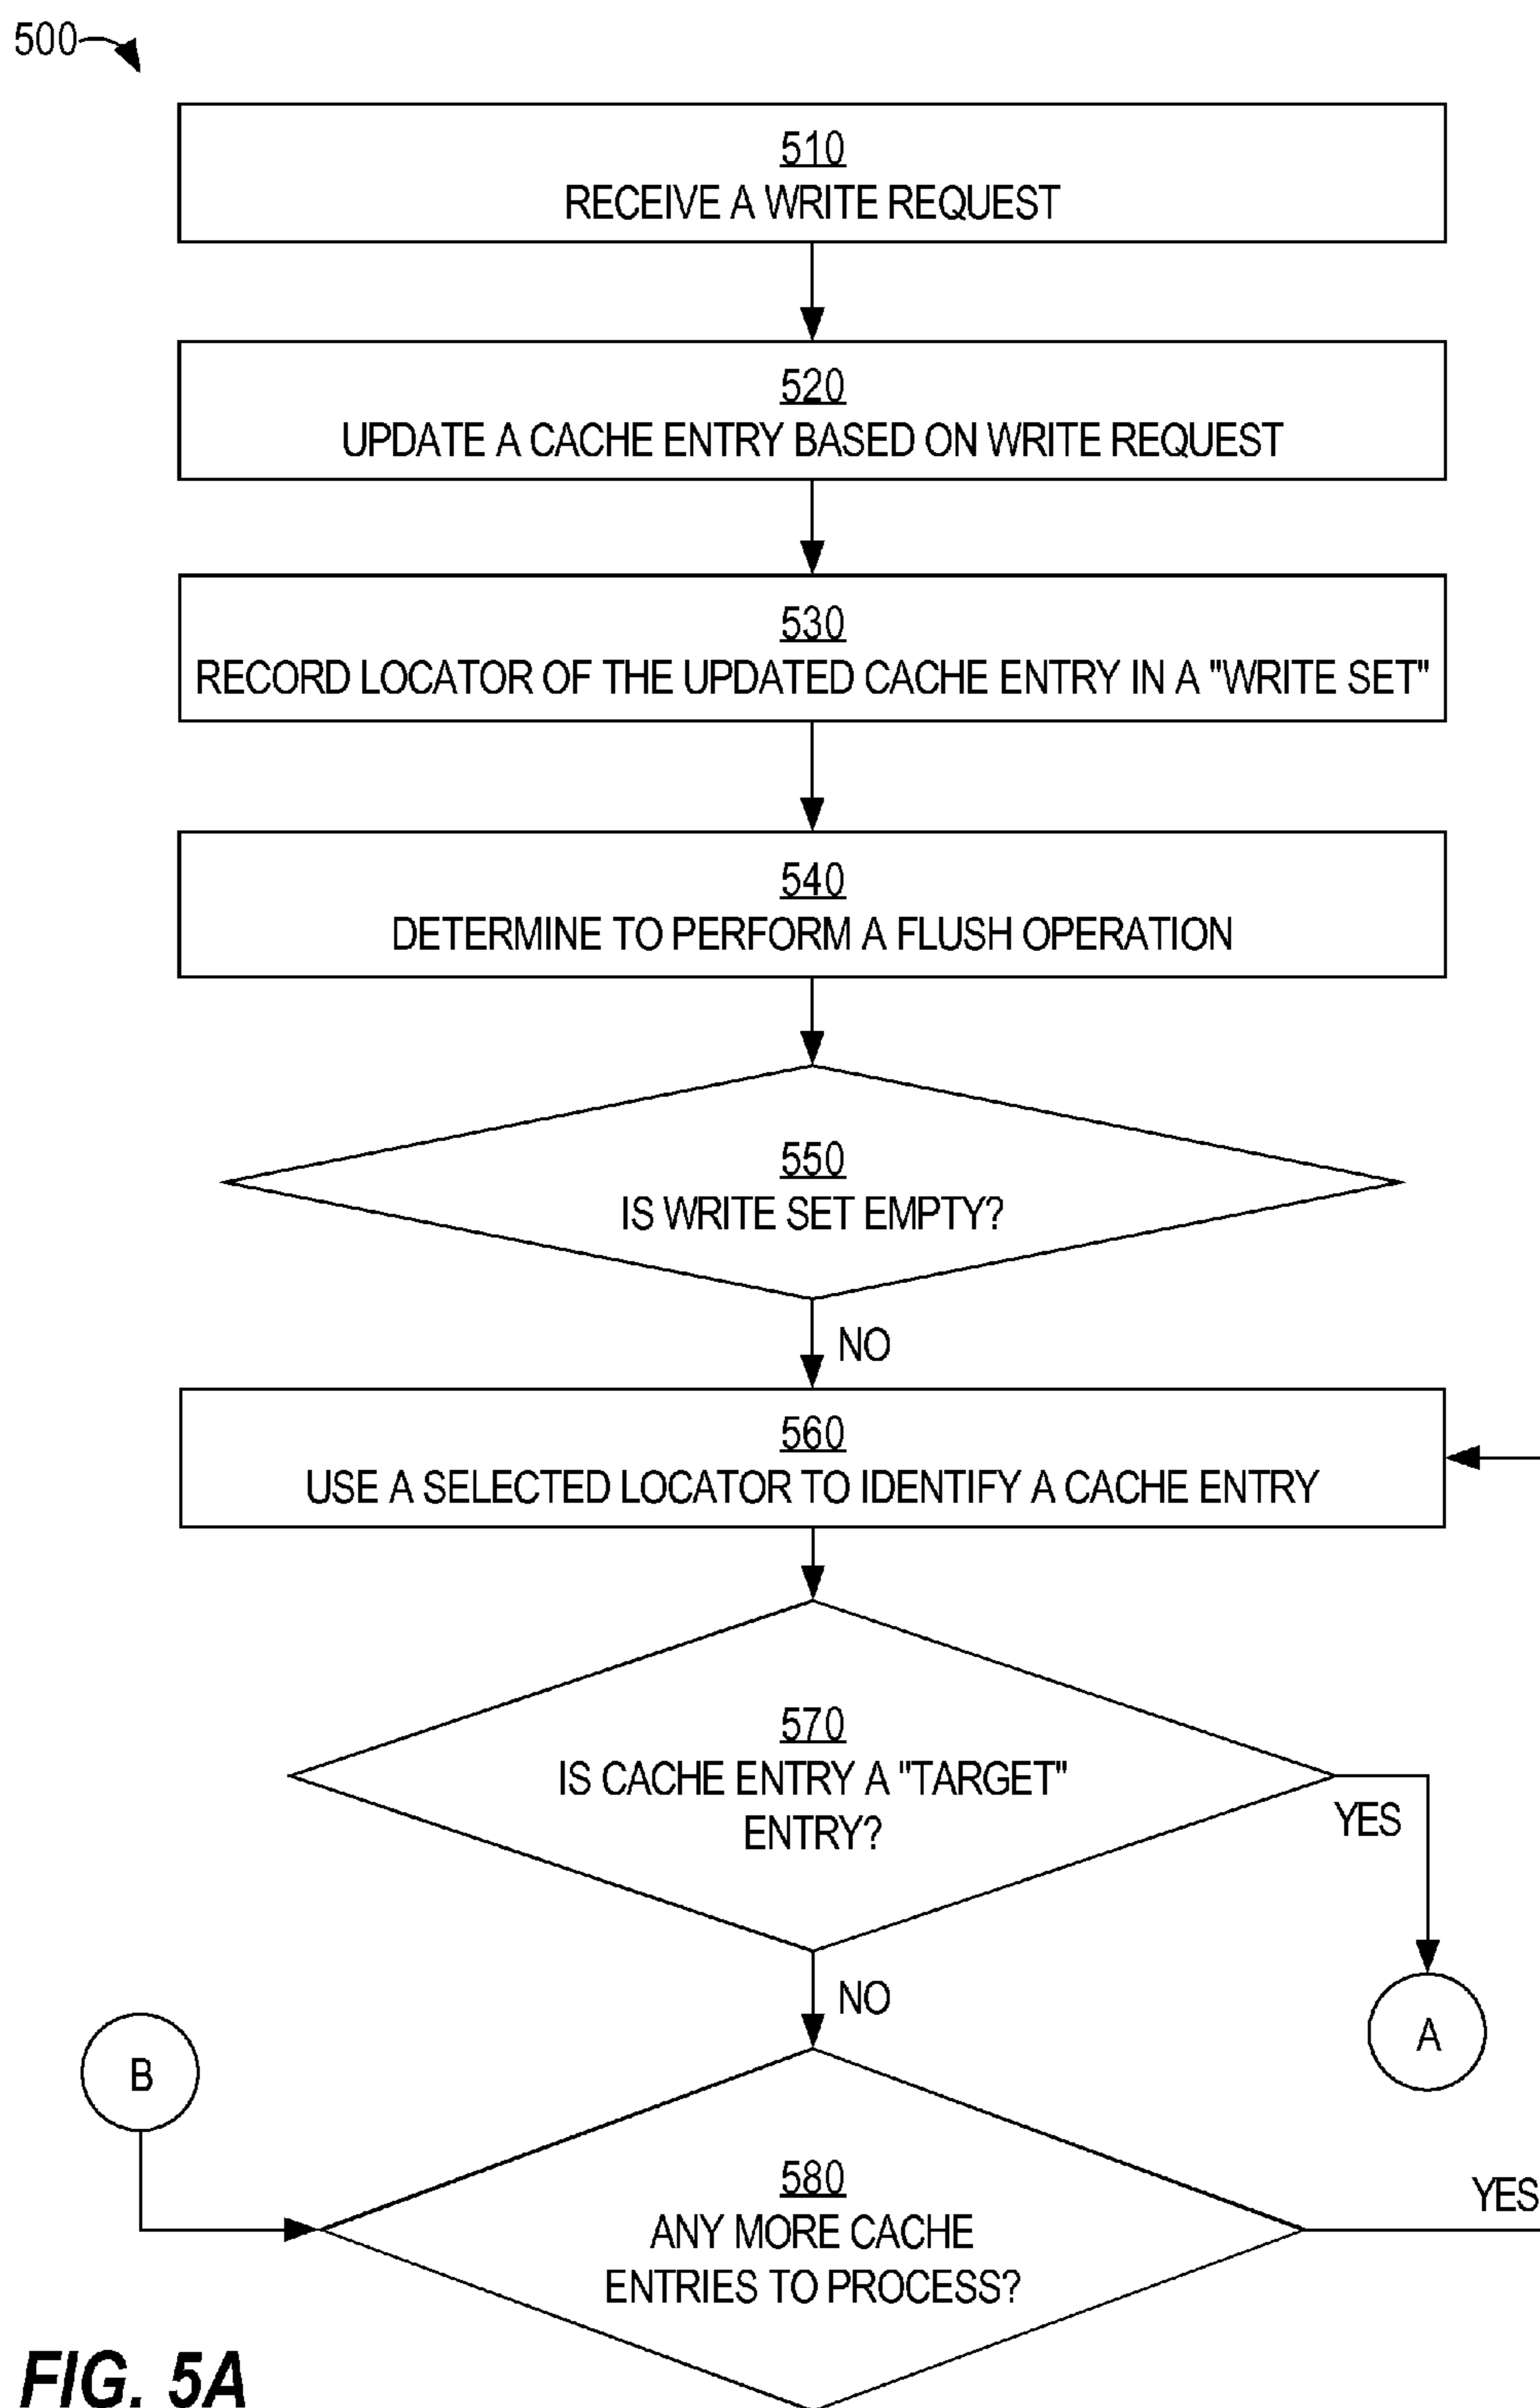 500
510
RECEIVE A WRITE REQUEST
520
UPDATE A CACHE ENTRY BASED ON WRITE REQUEST
530
RECORD LOCATOR OF THE UPDATED CACHE ENTRY IN A "WRITE SET"
540
DETERMINE TO PERFORM A FLUSH OPERATION
550
IS WRITE SET EMPTY?
NO
560
USE A SELECTED LOCATOR TO IDENTIFY A CACHE ENTRY
570
IS CACHE ENTRY A "TARGET"
ENTRY?
YES
NO
A
B
580
ANY MORE CACHE
ENTRIES TO PROCESS?
YES
FIG. 5A